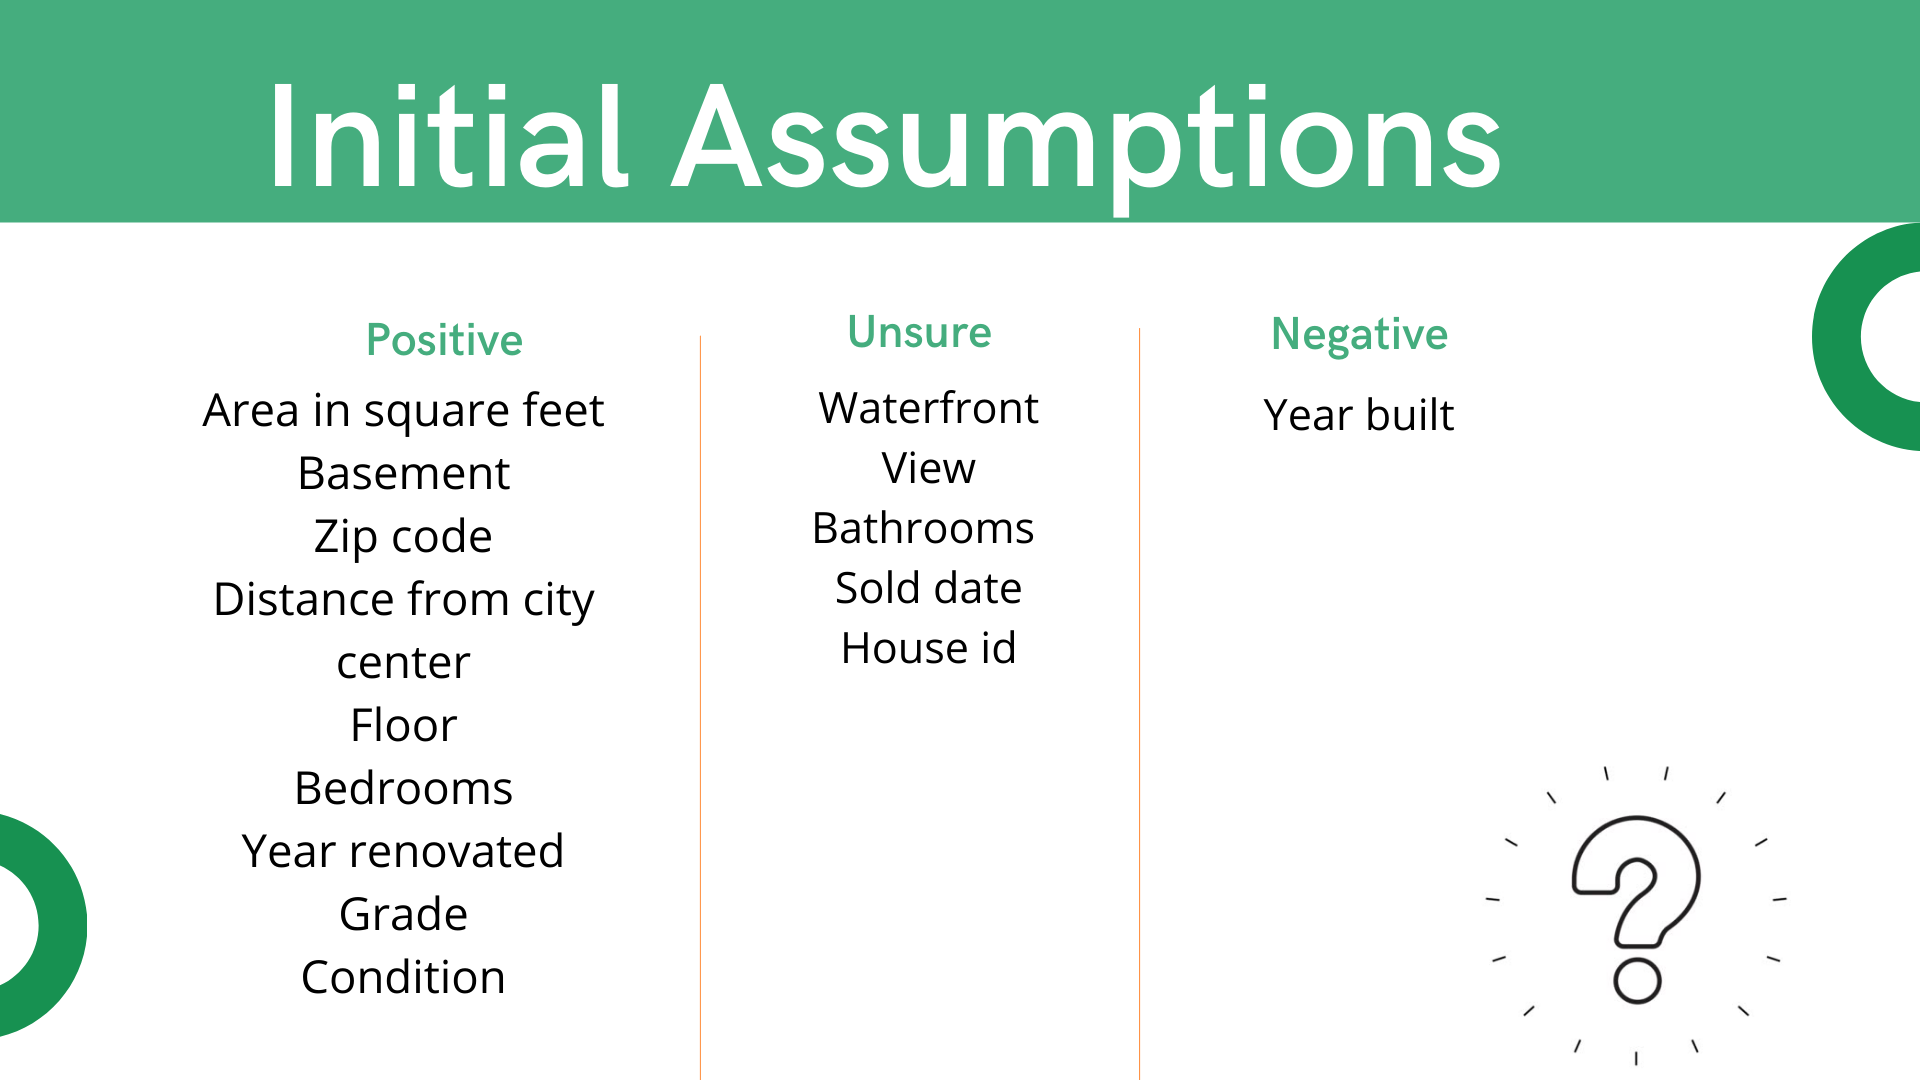 Initial Assumptions
Positive
Area in square feet
Basement
Zip code
Distance from city
center
Floor
Bedrooms
Year renovated
Grade
Condition
Unsure
Waterfront
View
Bathrooms
Sold date
House id
Negative
Year built
?